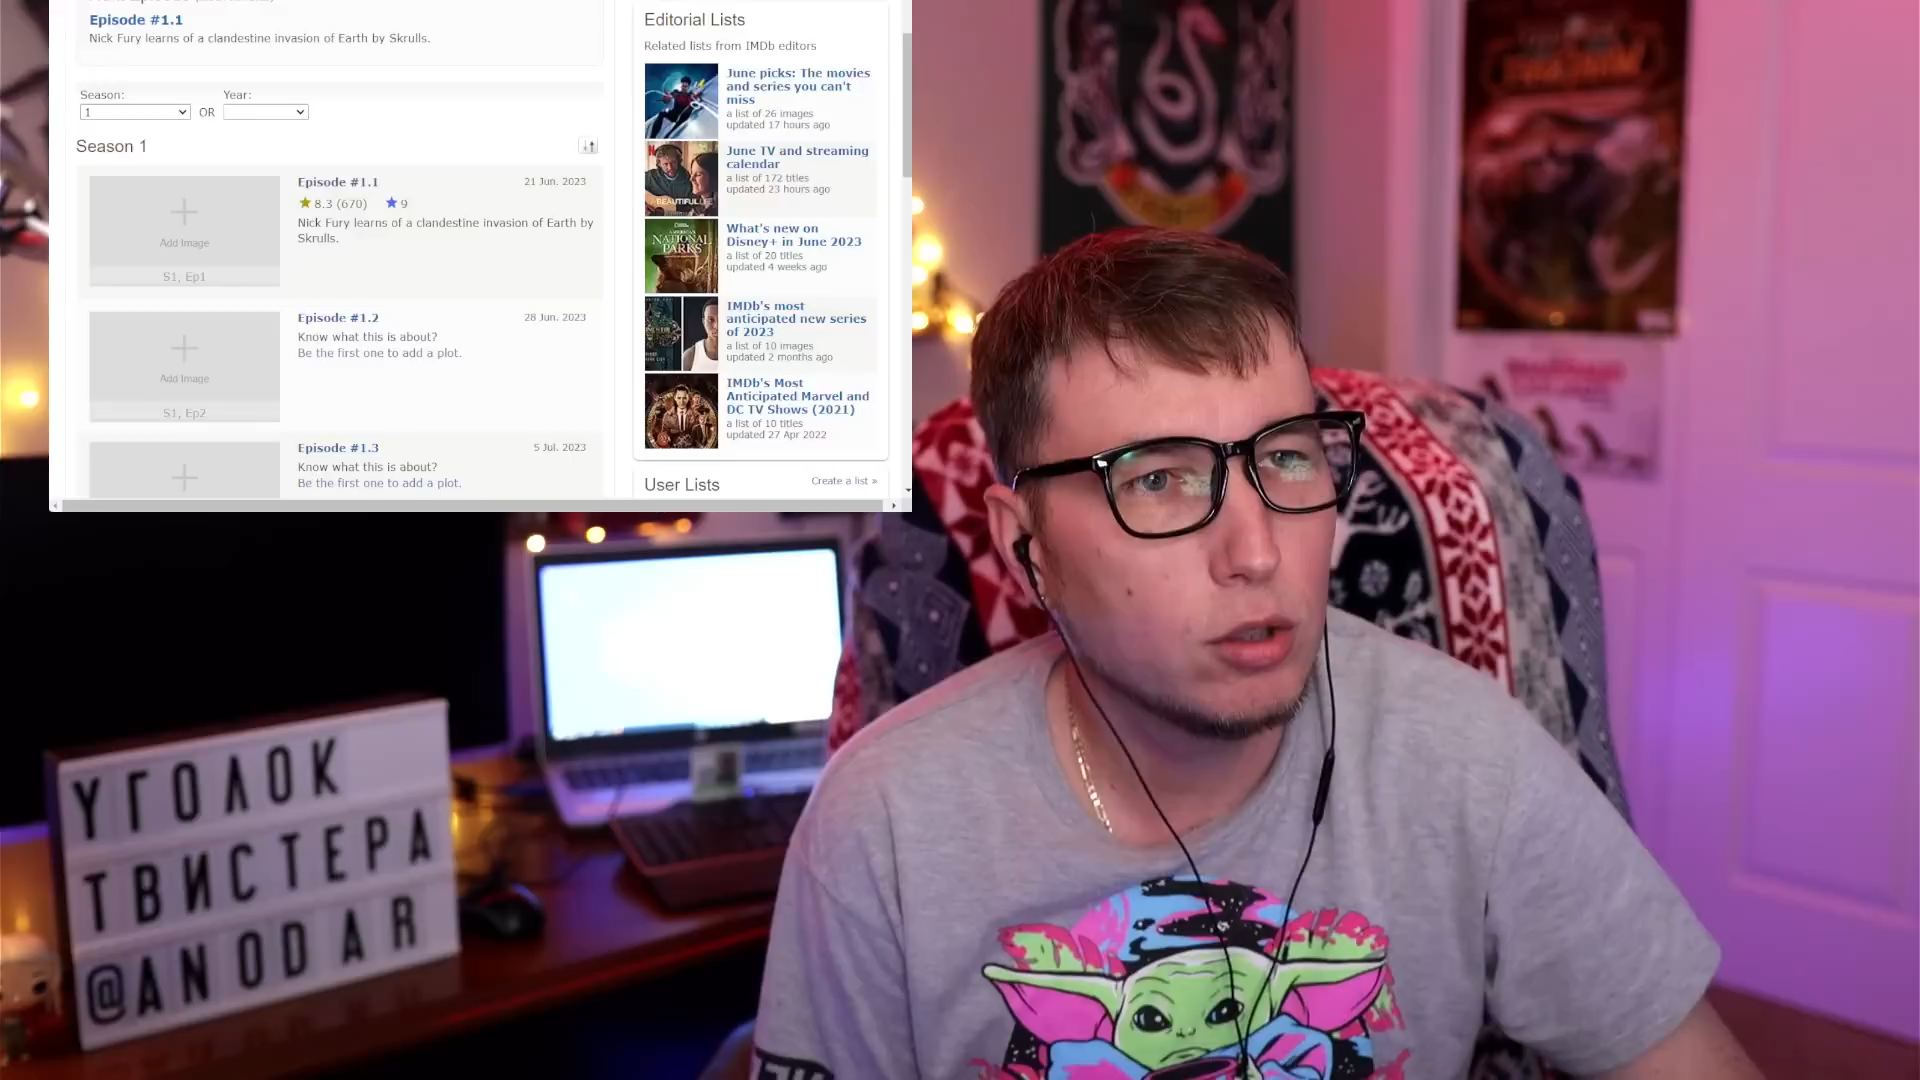 Episode #1.1
Nick Fury learns of a clandestine invasion of Earth by Skrulls.
Season:
Year:
1
OR
Season 1
Episode #1.1
21 Jun. 2023
8.3 (670)
9
Nick Fury learns of a clandestine invasion of Earth by
Skrulls.
Add Image
S1, Ep1
Episode #1.2
28 Jun. 2023
Know what this is about?
Be the first one to add a plot.
Add Image
S1, Ep2
Episode #1.3
5 Jul. 2023
Know what this is about?
Be the first one to add a plot.
Editorial Lists
Related lists from IMDb editors
June picks: The movies
and series you can't
miss
a list of 26 images
updated 17 hours ago
June TV and streaming
calendar
a list of 172 titles
updated 23 hours ago
BEAUTIFUL LIFE
What's new on
Disney+ in June 2023
a list of 20 titles
updated 4 weeks ago
NATIONAL
PARKS
IMDb's most
anticipated new series
of 2023
a list of 10 images
updated 2 months ago
IMDb's Most
Anticipated Marvel and
DC TV Shows (2021)
a list of 10 titles
updated 27 Apr 2022
User Lists
Create a list »
УГОЛОК
ТВИСТЕРА
@ANODAR